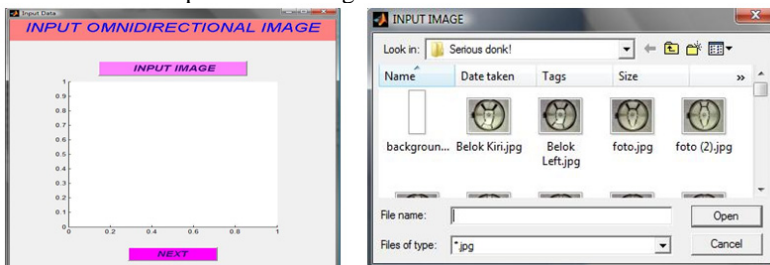 Input Data
INPUT OMNIDIRECTIONAL IMAGE
INPUT IMAGE
1
0.9
0.8
0.7
0.6
0.5
0.4
0.3
0.2
0.1
0
0 0.2 0.4 0.6 0.8 1
NEXT
INPUT IMAGE
Look in: Serious donk!
Name Date taken Tags Size »
backgroun... Belok Kiri.jpg Belok Left.jpg foto.jpg foto (2).jpg
File name: Open
Files of type: *.jpg Cancel